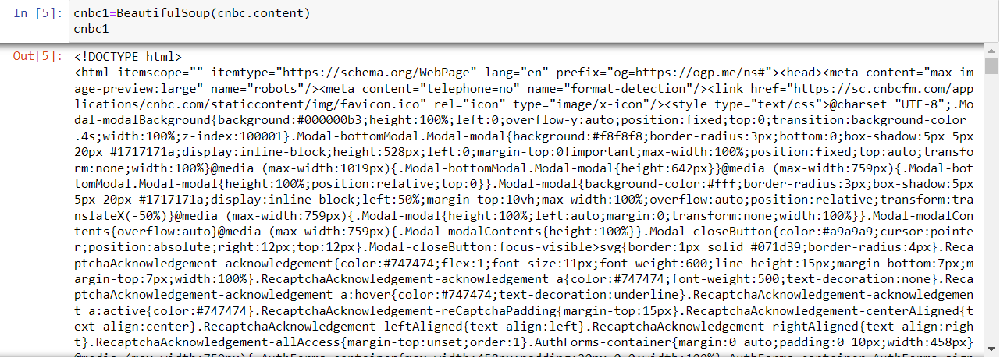 In [5]: cnbc1=BeautifulSoup(cnbc.content)
cnbc1
Out[5]: <!DOCTYPE html>
<html itemscope="" itemtype="https://schema.org/WebPage" lang="en" prefix="og=https://ogp.me/ns#"><head><meta content="max-im
age-preview:large" name="robots"/><meta content="telephone=no" name="format-detection"/><link href="https://sc.cnbcfm.com/app
lications/cnbc.com/staticcontent/img/favicon.ico" rel="icon" type="image/x-icon"/><style type="text/css">@charset "UTF-8";.Mo
dal-modalBackground{background:#000000b3;height:100%;left:0;overflow-y:auto;position:fixed;top:0;transition:background-color
.4s;width:100%;z-index:100001}.Modal-bottomModal.Modal-modal{background:#f8f8f8;border-radius:3px;bottom:0;box-shadow:5px 5px
20px #1717171a;display:inline-block;height:528px;left:0;margin-top:0!important;max-width:100%;position:fixed;top:auto;transfo
rm:none;width:100%}@media (max-width:1019px){.Modal-bottomModal.Modal-modal{height:642px}}@media (max-width:759px){.Modal-bot
tomModal.Modal-modal{height:100%;position:relative;top:0}}.Modal-modal{background-color:#fff;border-radius:3px;box-shadow:5px
5px 20px #1717171a;display:inline-block;left:50%;margin-top:10vh;max-width:100%;overflow:auto;position:relative;transform:tra
nslateX(-50%)}@media (max-width:759px){.Modal-modal{height:100%;left:auto;margin:0;transform:none;width:100%}}.Modal-modalCon
tents{overflow:auto}@media (max-width:759px){.Modal-modalContents{height:100%}}.Modal-closeButton{color:#a9a9a9;cursor:pointe
r;position:absolute;right:12px;top:12px}.Modal-closeButton:focus-visible>svg{border:1px solid #071d39;border-radius:4px}.Reca
ptchaAcknowledgement-acknowledgement{color:#747474;flex:1;font-size:11px;font-weight:600;line-height:15px;margin-bottom:7px;m
argin-top:7px;width:100%}.RecaptchaAcknowledgement-acknowledgement a{color:#747474;font-weight:500;text-decoration:none}.Reca
ptchaAcknowledgement-acknowledgement a:hover{color:#747474;text-decoration:underline}.RecaptchaAcknowledgement-acknowledgemen
t a:active{color:#747474}.RecaptchaAcknowledgement-reCaptchaPadding{margin-top:15px}.RecaptchaAcknowledgement-centerAligned{t
ext-align:center}.RecaptchaAcknowledgement-leftAligned{text-align:left}.RecaptchaAcknowledgement-rightAligned{text-align:righ
t}.RecaptchaAcknowledgement-allAccess{margin-top:unset;order:1}.AuthForms-container{margin:0 auto;padding:0 10px;width:458px}